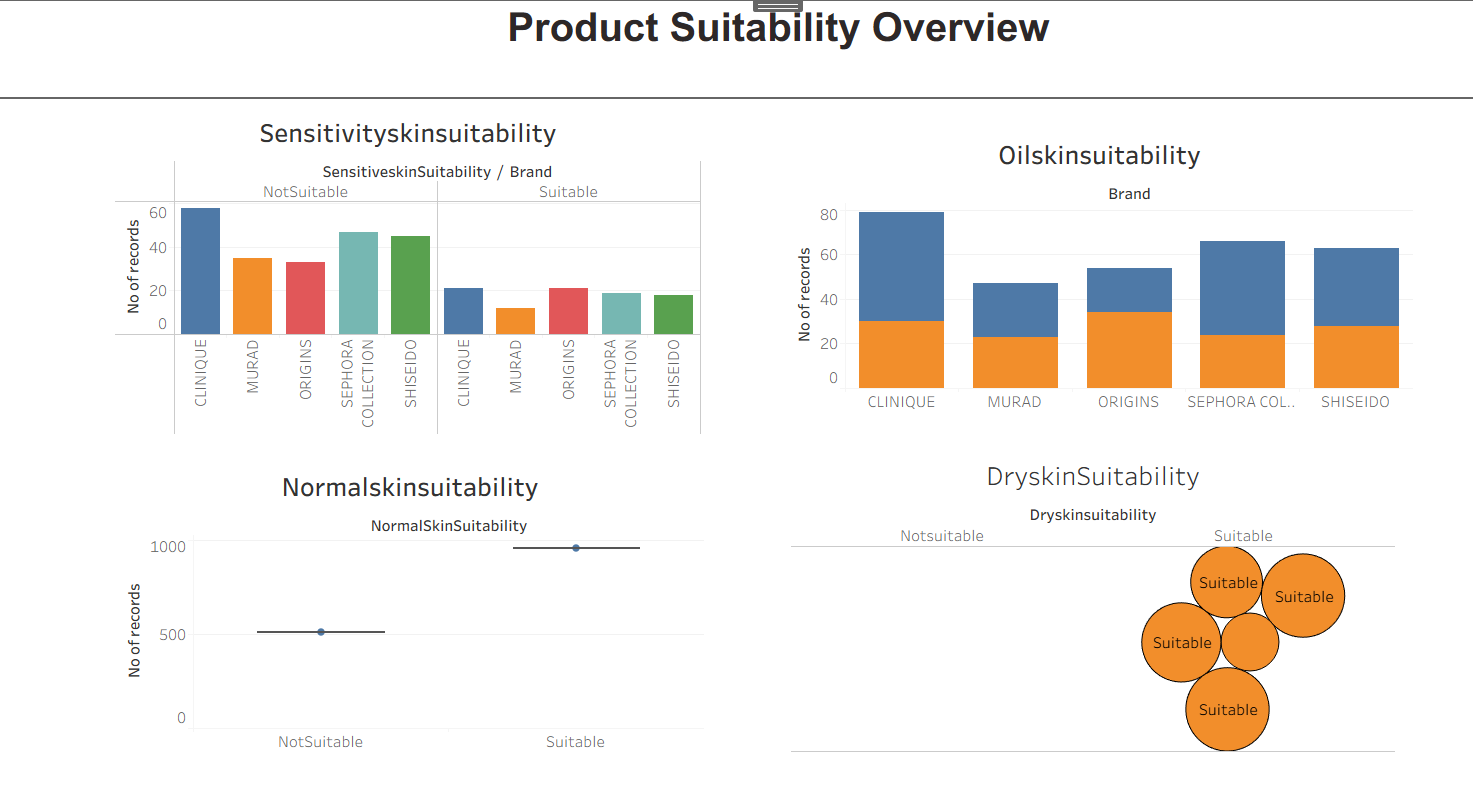 Product Suitability Overview
Sensitivityskinsuitability
SensitiveskinSuitability / Brand
NotSuitable
Suitable
No of records
60
40
20
0
CLINIQUE
MURAD
ORIGINS
SEPHORA
COLLECTION
SHISEIDO
CLINIQUE
MURAD
ORIGINS
SEPHORA
COLLECTION
SHISEIDO
Oilskinsuitability
Brand
No of records
80
60
40
20
0
CLINIQUE
MURAD
ORIGINS
SEPHORA COL..
SHISEIDO
Normalskinsuitability
NormalSkinSuitability
No of records
1000
500
0
NotSuitable
Suitable
DryskinSuitability
Dryskinsuitability
Notsuitable
Suitable
Suitable
Suitable
Suitable
Suitable